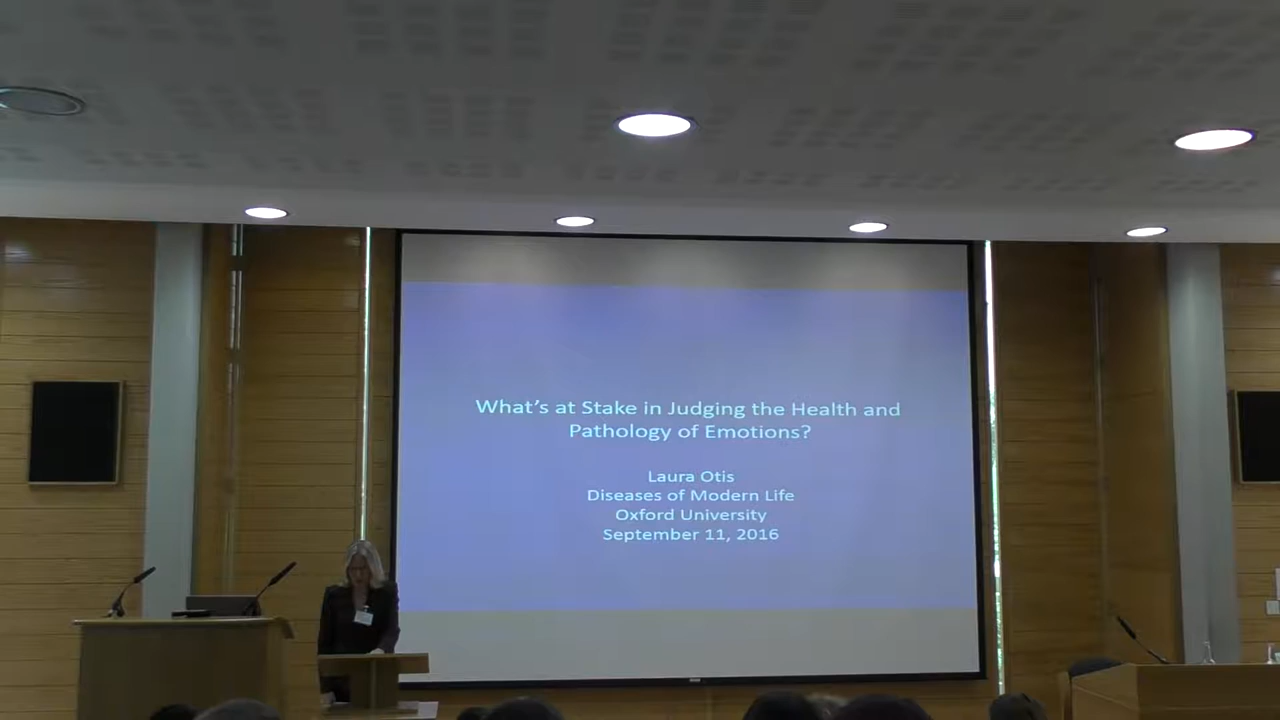 What's at Stake in Judging the Health and
Pathology of Emotions?
Laura Otis
Diseases of Modern Life
Oxford University
September 11, 2016